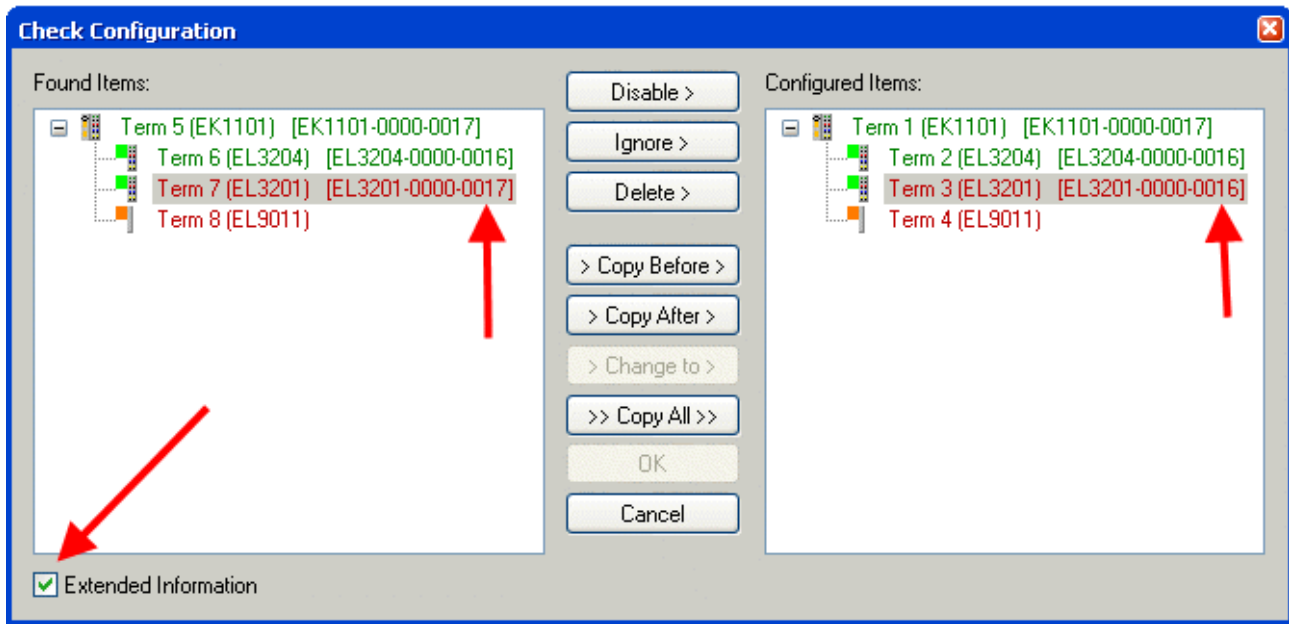 Check Configuration
Found Items:
Term 5 (EK1101) [EK1101-0000-0017]
Term 6 (EL3204) [EL3204-0000-0016]
Term 7 (EL3201) [EL3201-0000-0017]
Term 8 (EL9011)
Extended Information
Disable >
Ignore >
Delete >
> Copy Before >
> Copy After >
> Change to >
>> Copy All >>
OK
Cancel
Configured Items:
Term 1 (EK1101) [EK1101-0000-0017]
Term 2 (EL3204) [EL3204-0000-0016]
Term 3 (EL3201) [EL3201-0000-0016]
Term 4 (EL9011)